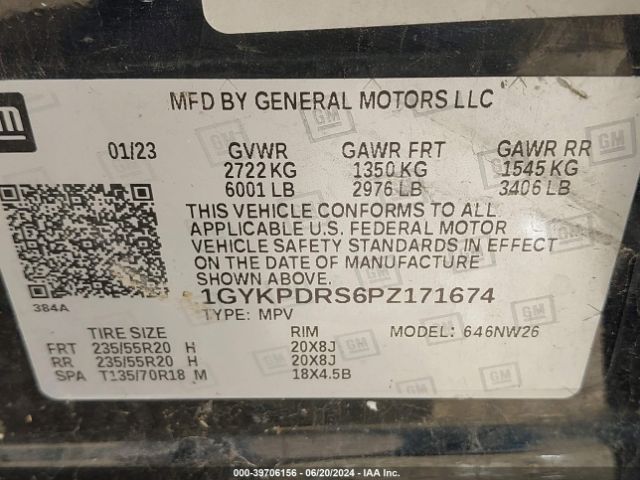 MFD BY GENERAL MOTORS LLC
GM
01/23 GVWR GAWR FRT GAWR RR
2722 KG 1350 KG 1545 KG
6001 LB 2976 LB 3406 LB
THIS VEHICLE CONFORMS TO ALL
APPLICABLE U.S. FEDERAL MOTOR
VEHICLE SAFETY STANDARDS IN EFFECT
ON THE DATE OF MANUFACTURE
SHOWN ABOVE.
1GYKPDRS6PZ171674
384A
TYPE: MPV
TIRE SIZE RIM MODEL: 646NW26
FRT 235/55R20 H 20X8J
RR 235/55R20 H 20X8J
SPA T135/70R18 M 18X4.5B
000-39706156 - 06/20/2024 - IAA Inc.